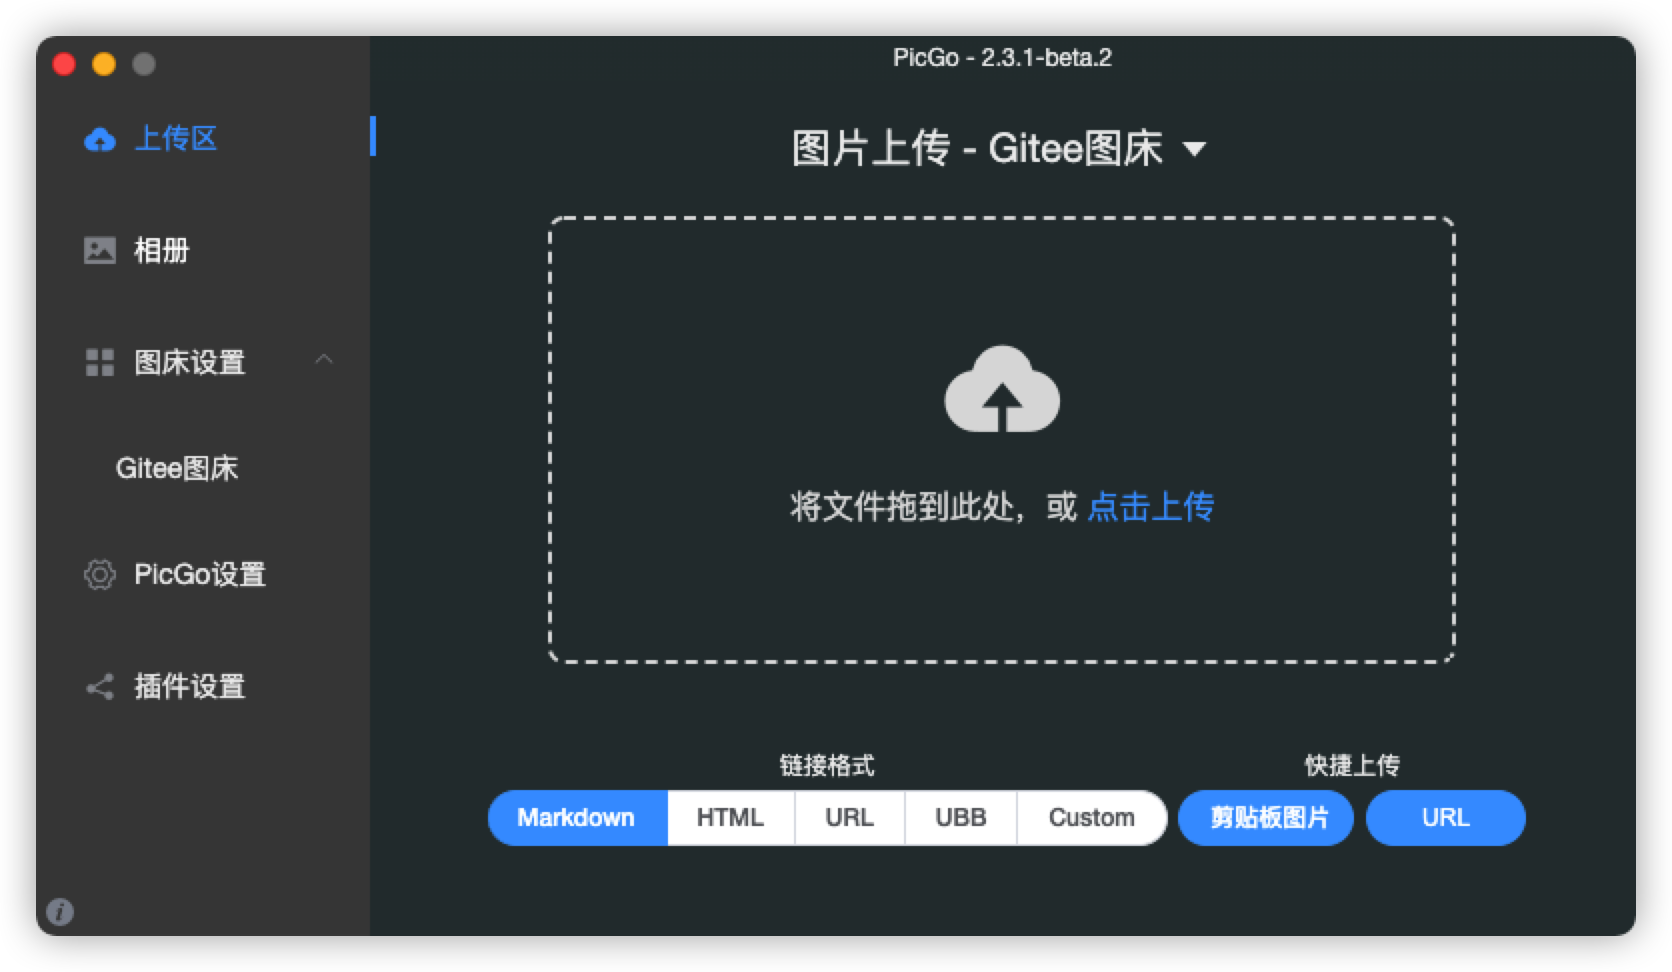 PicGo - 2.3.1-beta.2
上传区
相册
图床设置
Gitee图床
PicGo设置
插件设置
图片上传 - Gitee图床
将文件拖到此处，或 点击上传
链接格式
快捷上传
Markdown HTML URL UBB Custom
剪贴板图片 URL